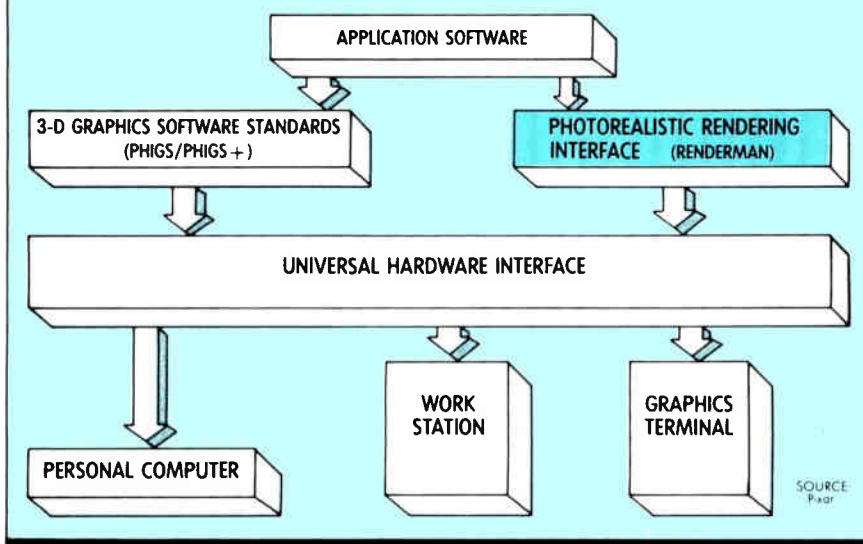 APPLICATION SOFTWARE
3-D GRAPHICS SOFTWARE STANDARDS
(PHIGS/PHIGS+)
PHOTOREALISTIC RENDERING
INTERFACE (RENDERMAN)
UNIVERSAL HARDWARE INTERFACE
PERSONAL COMPUTER
WORK
STATION
GRAPHICS
TERMINAL
SOURCE
Pixar